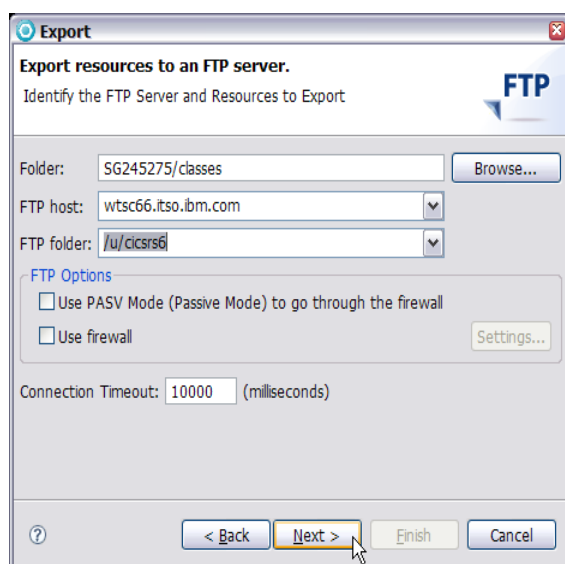 Export
Export resources to an FTP server.
Identify the FTP Server and Resources to Export
FTP
Folder: SG245275/classes Browse...
FTP host: wtsc66.itso.ibm.com
FTP folder: /u/cicsrs6
FTP Options
Use PASV Mode (Passive Mode) to go through the firewall
Use firewall Settings...
Connection Timeout: 10000 (milliseconds)
? < Back Next > Finish Cancel